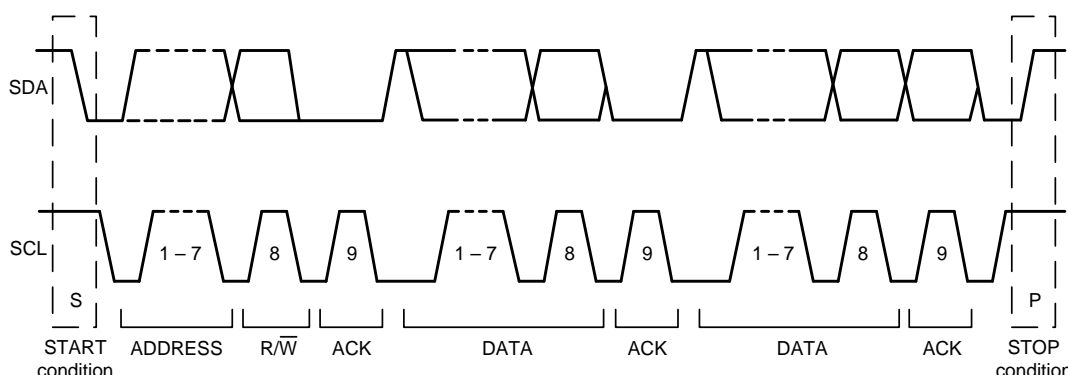 SDA
SCL
1 – 7 8 9 1 – 7 8 9 1 – 7 8 9
S P
START condition ADDRESS R/W̅ ACK DATA ACK DATA ACK STOP condition